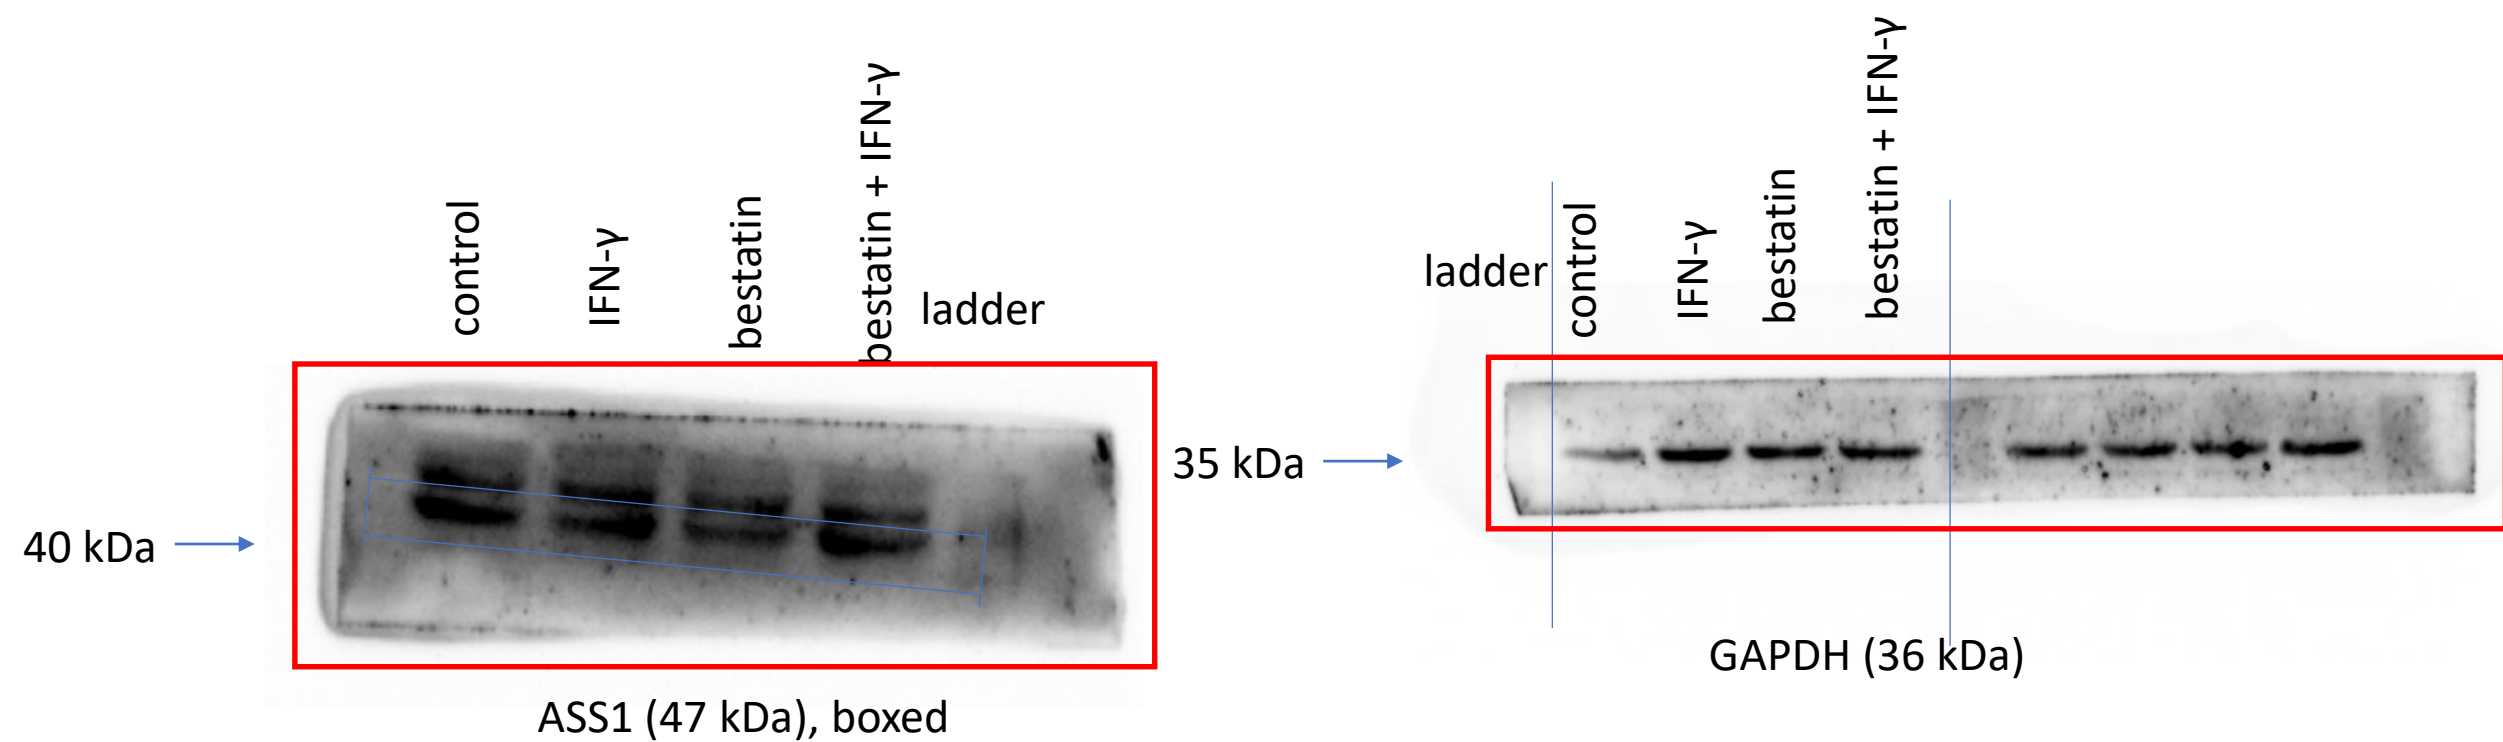 control
IFN-γ
bestatin
bestatin + IFN-γ
ladder
40 kDa
ASS1 (47 kDa), boxed
ladder
control
IFN-γ
bestatin
bestatin + IFN-γ
35 kDa
GAPDH (36 kDa)